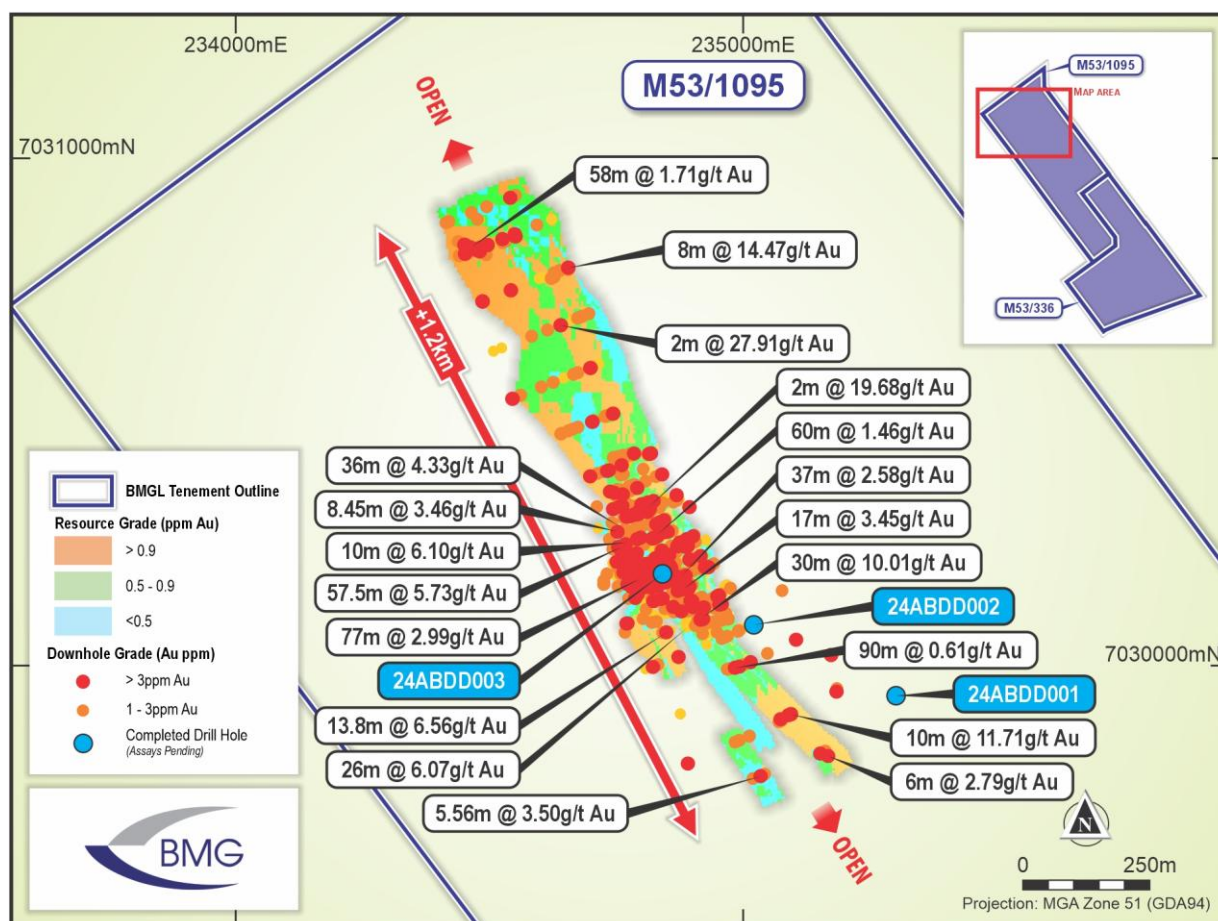 234000mE
235000mE
M53/1095
M53/1095
MAP AREA
M53/336
OPEN
7031000mN
58m @ 1.71g/t Au
8m @ 14.47g/t Au
+1.2km
2m @ 27.91g/t Au
2m @ 19.68g/t Au
60m @ 1.46g/t Au
37m @ 2.58g/t Au
17m @ 3.45g/t Au
30m @ 10.01g/t Au
24ABDD002
90m @ 0.61g/t Au
7030000mN
24ABDD001
10m @ 11.71g/t Au
6m @ 2.79g/t Au
36m @ 4.33g/t Au
8.45m @ 3.46g/t Au
10m @ 6.10g/t Au
57.5m @ 5.73g/t Au
77m @ 2.99g/t Au
24ABDD003
13.8m @ 6.56g/t Au
26m @ 6.07g/t Au
5.56m @ 3.50g/t Au
OPEN
BMGL Tenement Outline
Resource Grade (ppm Au)
> 0.9
0.5 - 0.9
<0.5
Downhole Grade (Au ppm)
> 3ppm Au
1 - 3ppm Au
Completed Drill Hole
(Assays Pending)
BMG
N
0 250m
Projection: MGA Zone 51 (GDA94)